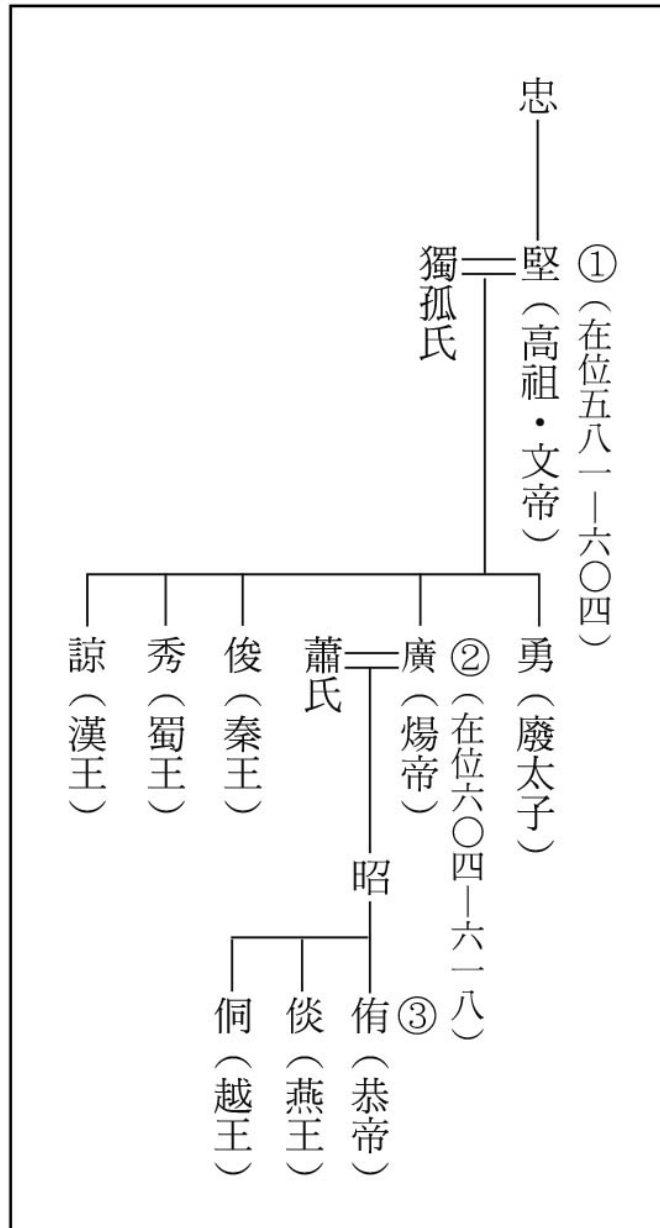 忠
①（在位五八一—六〇四）
堅（高祖・文帝）
獨孤氏
勇（廢太子）
②（在位六〇四—六一八）
廣（煬帝）
蕭氏
俊（秦王）
秀（蜀王）
諒（漢王）
昭
③
侑（恭帝）
倓（燕王）
侗（越王）